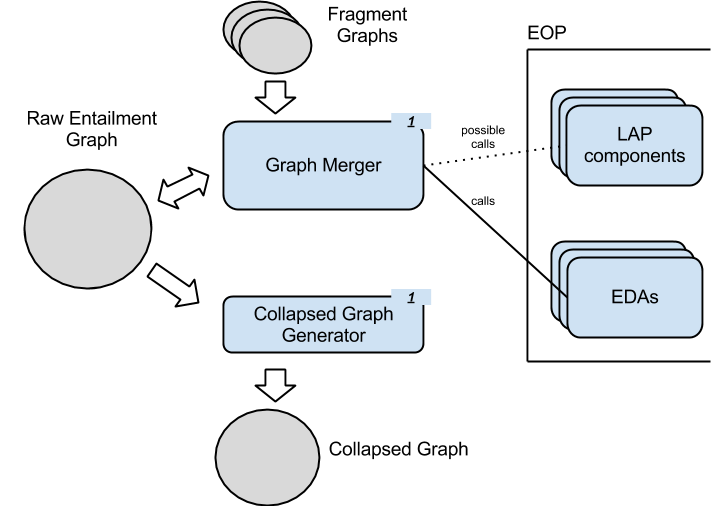 Fragment
Graphs
EOP
Raw Entailment
Graph
1
Graph Merger
possible
calls
LAP
components
calls
1
Collapsed Graph
Generator
EDAs
Collapsed Graph